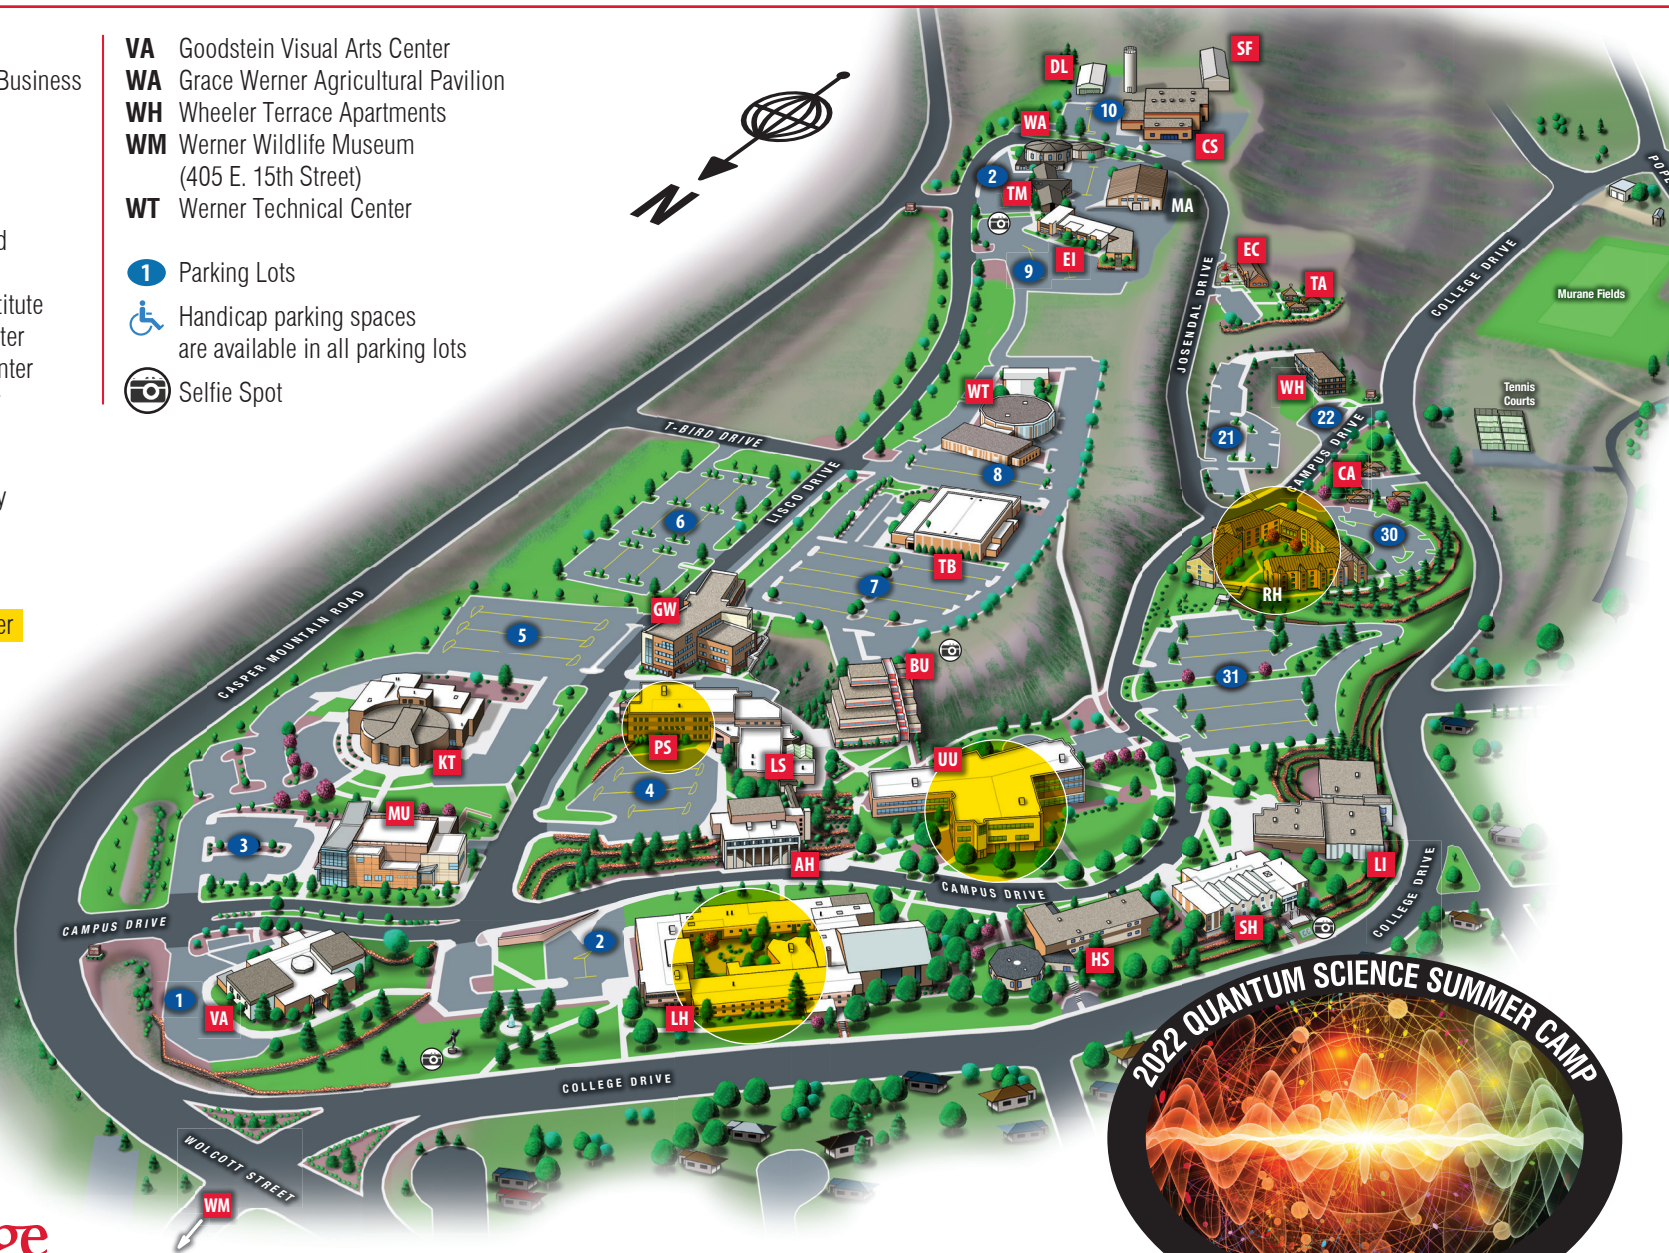 Business
VA Goodstein Visual Arts Center
WA Grace Werner Agricultural Pavilion
WH Wheeler Terrace Apartments
WM Werner Wildlife Museum
(405 E. 15th Street)
WT Werner Technical Center
1 Parking Lots
Handicap parking spaces
are available in all parking lots
Selfie Spot
N
SF
DL
10
WA
CS
2
TM
MA
EI
9
EC
TA
JOSENDAL DRIVE
COLLEGE DRIVE
POPE
Murane Fields
Tennis
Courts
WT
WH
22
21
CAMPUS DRIVE
CA
T-BIRD DRIVE
LISCO DRIVE
8
6
TB
7
30
RH
CASPER MOUNTAIN ROAD
GW
5
BU
31
PS
KT
LS
UU
4
MU
3
AH
LI
CAMPUS DRIVE
COLLEGE DRIVE
CAMPUS DRIVE
2
SH
HS
1
VA
LH
COLLEGE DRIVE
WOLCOTT STREET
WM
2022 QUANTUM SCIENCE SUMMER CAMP